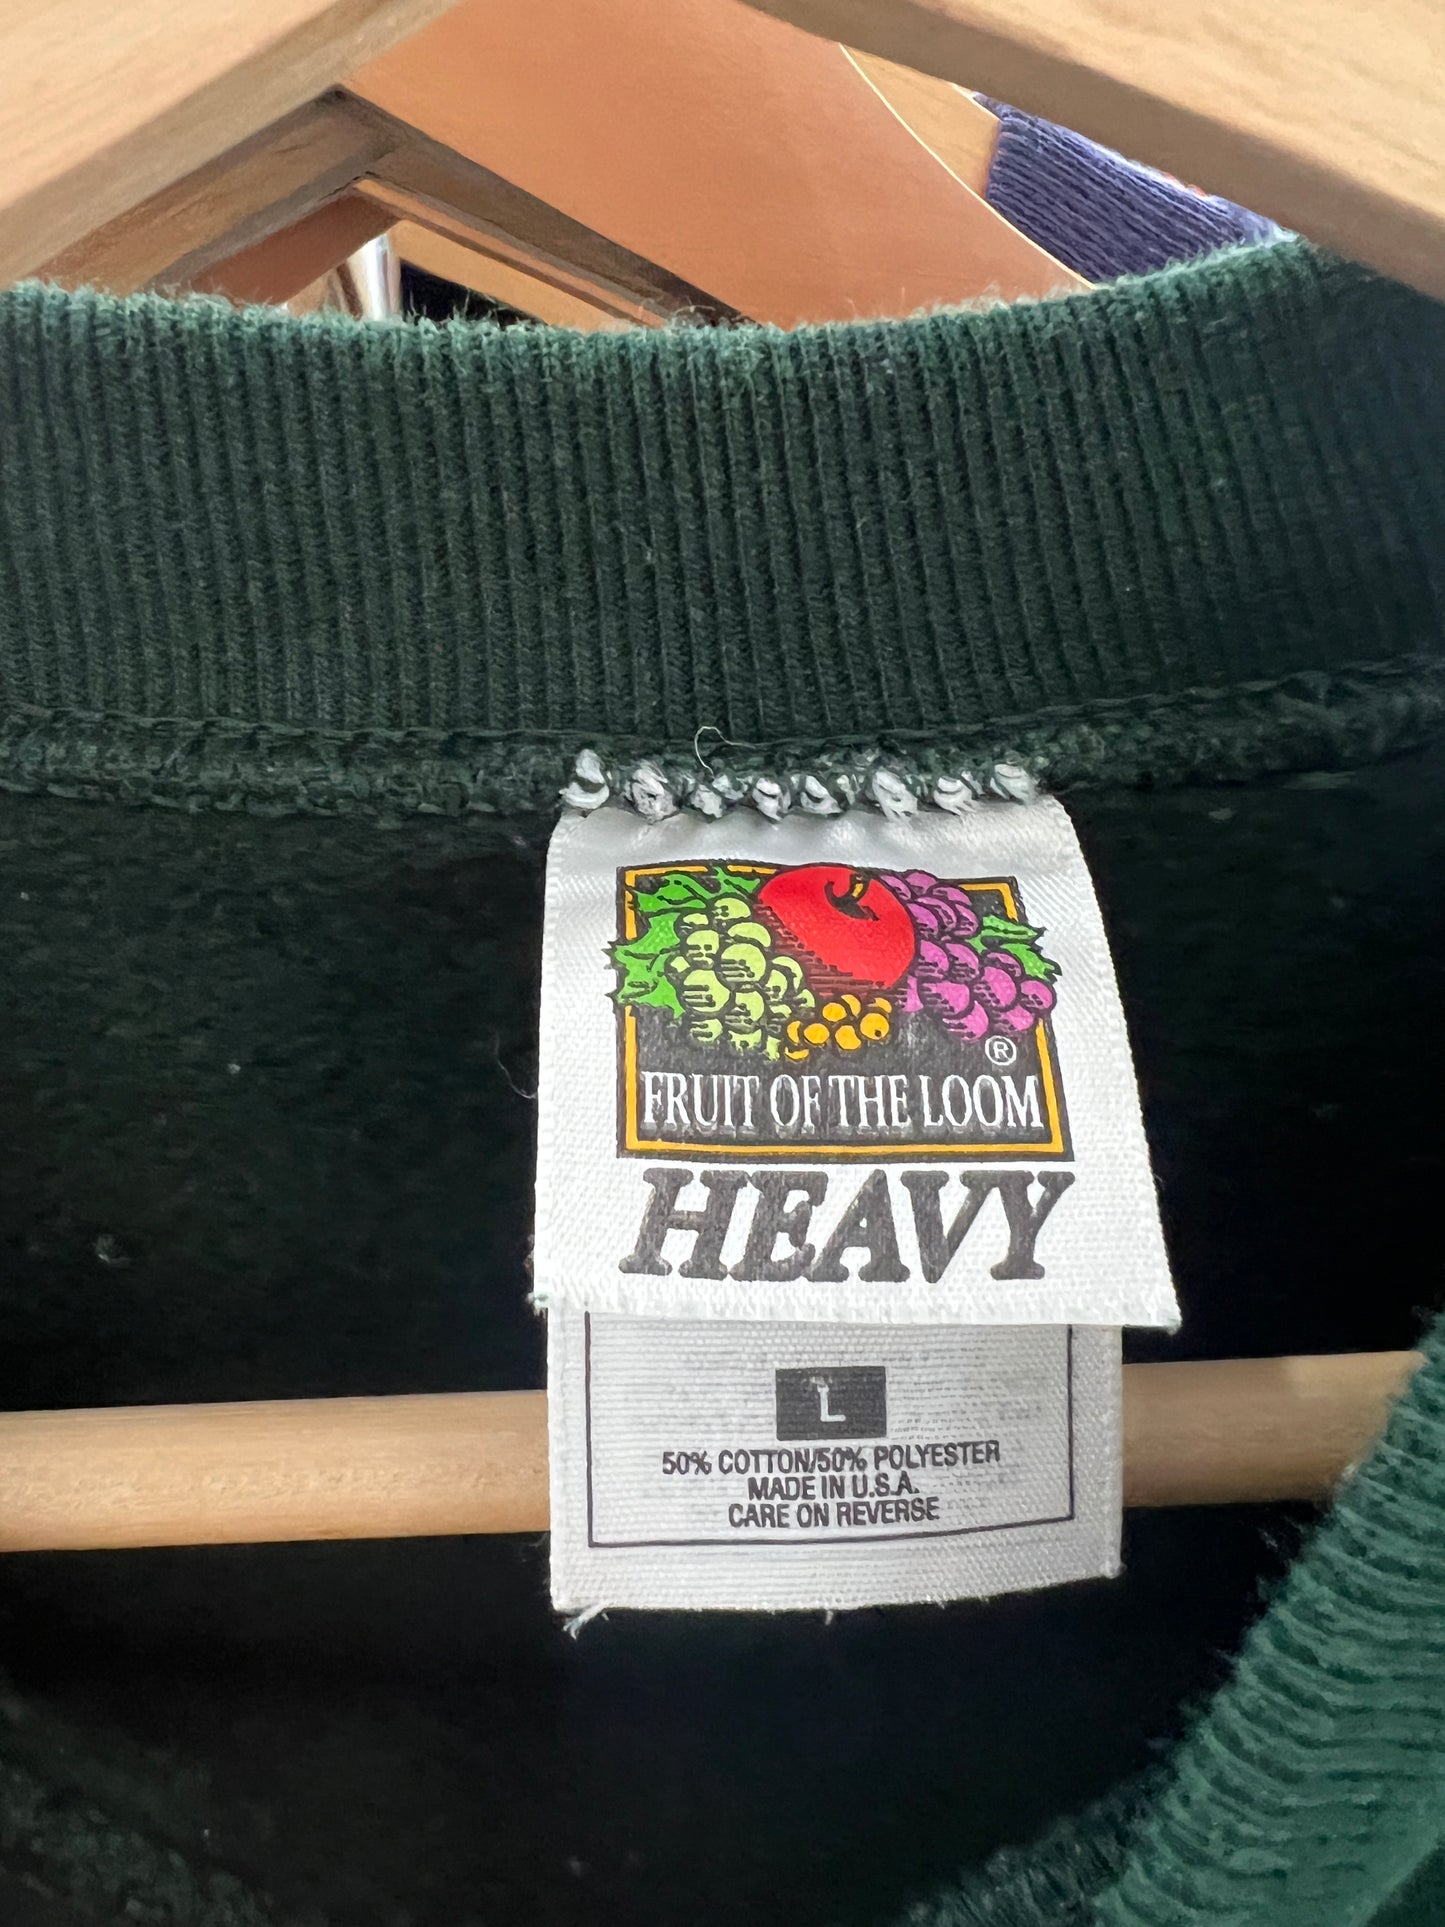 ®
FRUIT OF THE LOOM
HEAVY
L
50% COTTON/50% POLYESTER
MADE IN U.S.A.
CARE ON REVERSE